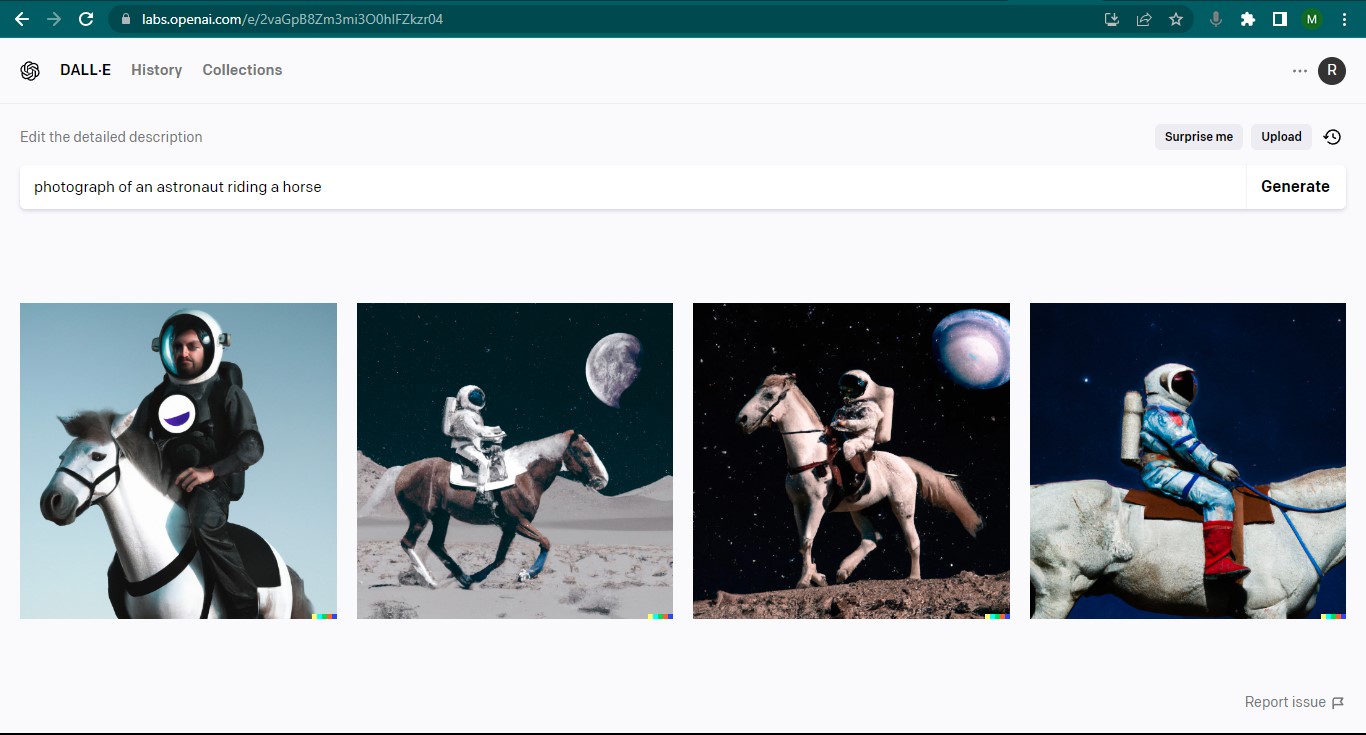 labs.openai.com/e/2vaGpB8Zm3mi3O0hIFZkzr04
M
DALL·E History Collections
R
Edit the detailed description
Surprise me Upload
photograph of an astronaut riding a horse
Generate
Report issue